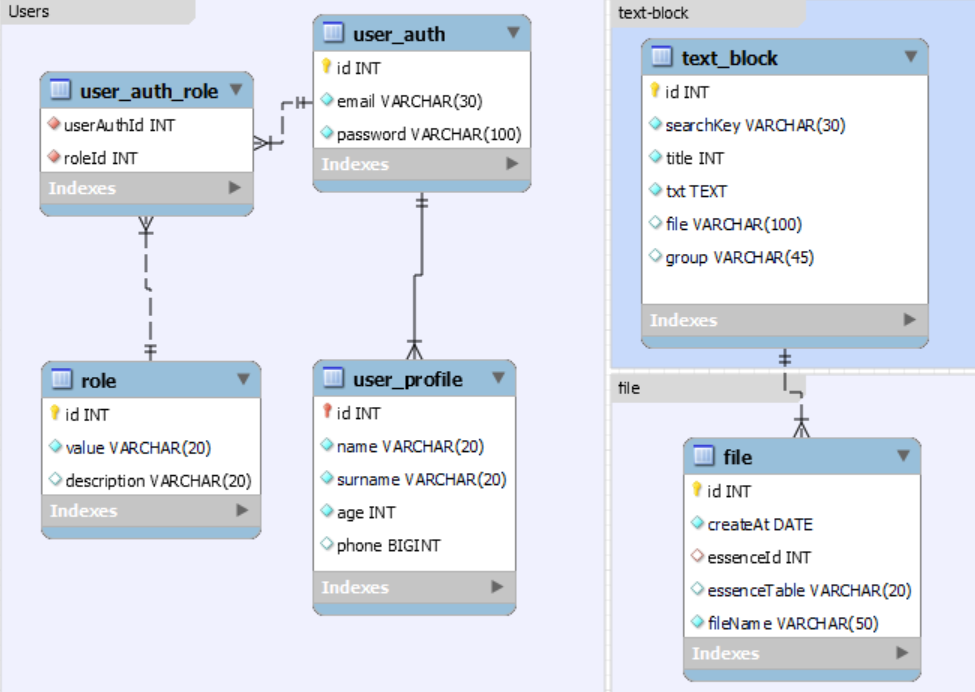 Users
user_auth
id INT
email VARCHAR(30)
password VARCHAR(100)
Indexes
user_auth_role
userAuthId INT
roleId INT
Indexes
role
id INT
value VARCHAR(20)
description VARCHAR(20)
Indexes
user_profile
id INT
name VARCHAR(20)
surname VARCHAR(20)
age INT
phone BIGINT
Indexes
text-block
text_block
id INT
searchKey VARCHAR(30)
title INT
txt TEXT
file VARCHAR(100)
group VARCHAR(45)
Indexes
file
file
id INT
createAt DATE
essenceId INT
essenceTable VARCHAR(20)
fileName VARCHAR(50)
Indexes